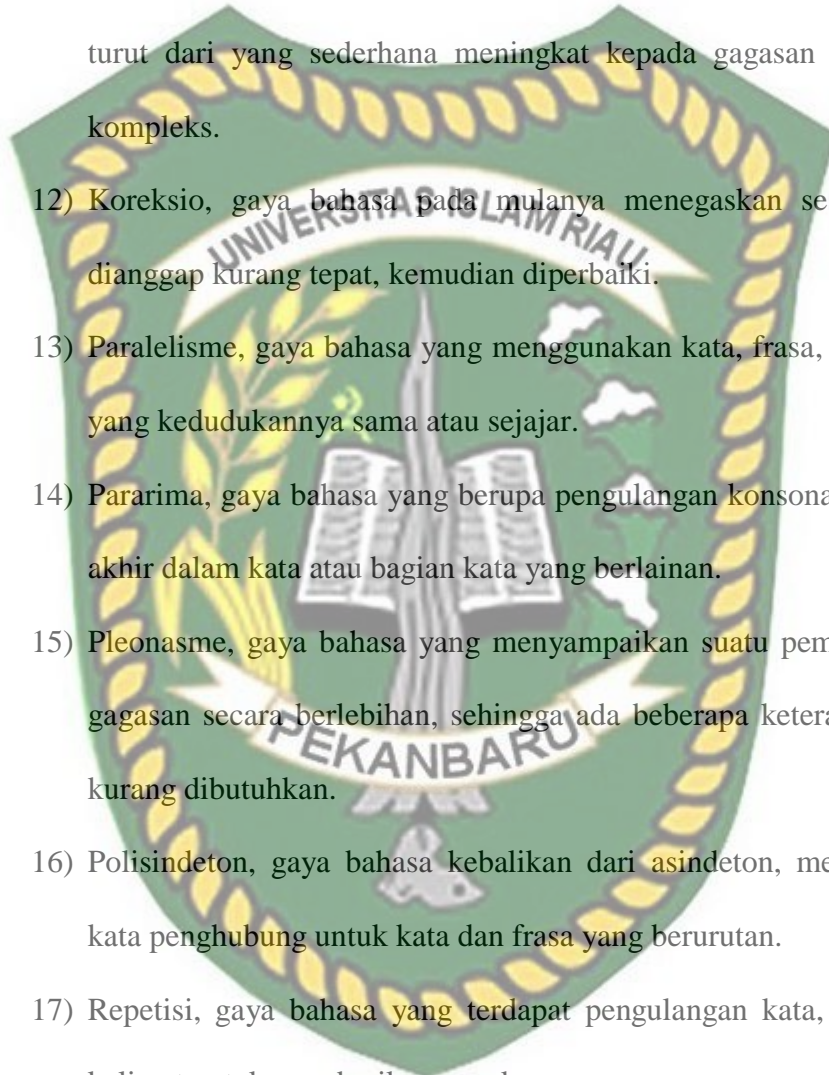 turut dari yang sederhana meningkat kepada gagasan
kompleks.
12) Koreksio, gaya bahasa pada mulanya menegaskan se
dianggap kurang tepat, kemudian diperbaiki.
13) Paralelisme, gaya bahasa yang menggunakan kata, frasa,
yang kedudukannya sama atau sejajar.
14) Pararima, gaya bahasa yang berupa pengulangan konsona
akhir dalam kata atau bagian kata yang berlainan.
15) Pleonasme, gaya bahasa yang menyampaikan suatu pem
gagasan secara berlebihan, sehingga ada beberapa ketera
kurang dibutuhkan.
16) Polisindeton, gaya bahasa kebalikan dari asindeton, me
kata penghubung untuk kata dan frasa yang berurutan.
17) Repetisi, gaya bahasa yang terdapat pengulangan kata,
UNIVERSITAS ISLAM RIAU
PEKANBARU